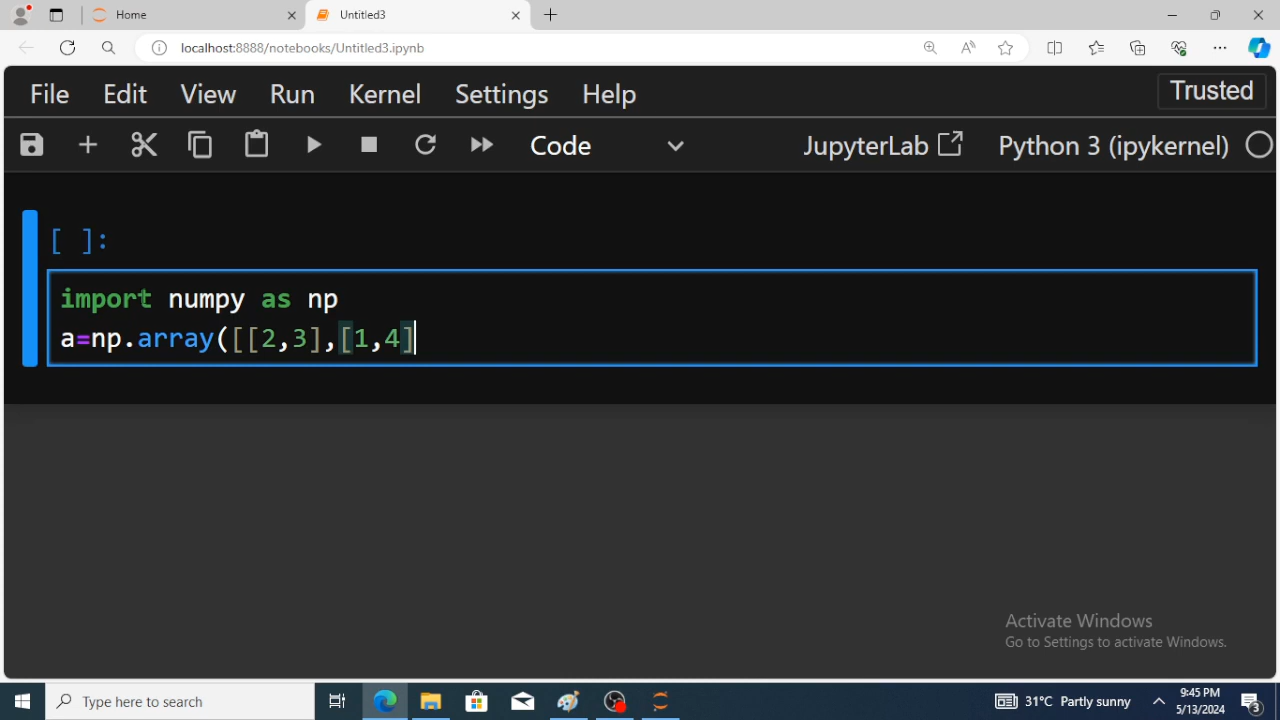 Home
Untitled3
localhost:8888/notebooks/Untitled3.ipynb
File Edit View Run Kernel Settings Help Trusted
Code JupyterLab Python 3 (ipykernel)
[ ]:
import numpy as np
a=np.array([[2,3],[1,4]
Activate Windows
Go to Settings to activate Windows.
Type here to search
31°C Partly sunny
9:45 PM
5/13/2024
3